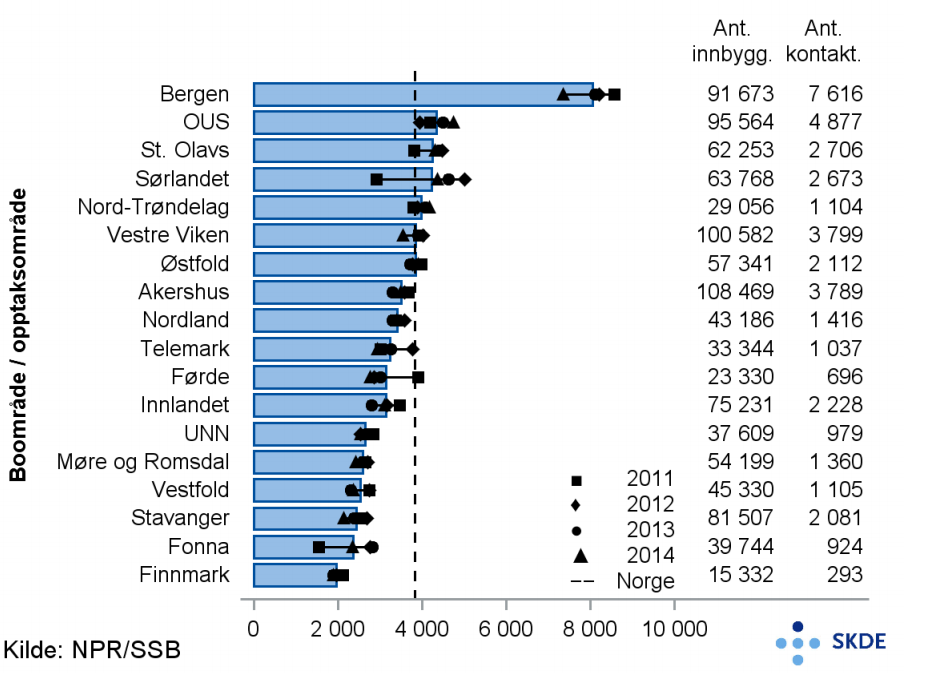 Ant. Ant.
innbygg. kontakt.
Bergen 91 673 7 616
OUS 95 564 4 877
St. Olavs 62 253 2 706
Sørlandet 63 768 2 673
Nord-Trøndelag 29 056 1 104
Vestre Viken 100 582 3 799
Østfold 57 341 2 112
Akershus 108 469 3 789
Nordland 43 186 1 416
Telemark 33 344 1 037
Førde 23 330 696
Innlandet 75 231 2 228
UNN 37 609 979
Møre og Romsdal 54 199 1 360
Vestfold 45 330 1 105
Stavanger 81 507 2 081
Fonna 39 744 924
Finnmark 15 332 293
Boområde / opptaksområde
2011
2012
2013
2014
Norge
0 2 000 4 000 6 000 8 000 10 000
Kilde: NPR/SSB
SKDE